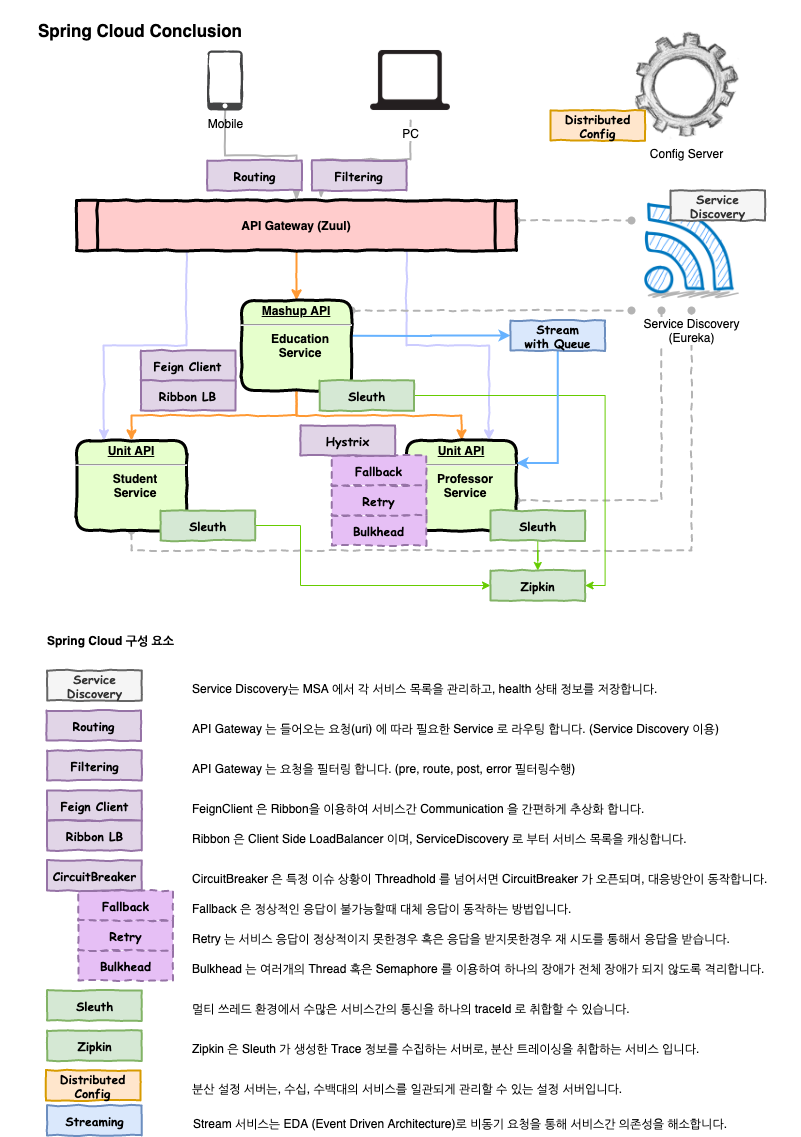 Spring Cloud Conclusion
Mobile
PC
Distributed
Config
Config Server
Routing
Filtering
Service
Discovery
API Gateway (Zuul)
Mashup API
Education
Service
Stream
with Queue
Service Discovery
(Eureka)
Feign Client
Ribbon LB
Sleuth
Unit API
Student
Service
Hystrix
Fallback
Retry
Bulkhead
Unit API
Professor
Service
Sleuth
Sleuth
Zipkin
Spring Cloud 구성 요소
Service
Discovery
Service Discovery는 MSA 에서 각 서비스 목록을 관리하고, health 상태 정보를 저장합니다.
Routing
API Gateway 는 들어오는 요청(uri) 에 따라 필요한 Service 로 라우팅 합니다. (Service Discovery 이용)
Filtering
API Gateway 는 요청을 필터링 합니다. (pre, route, post, error 필터링수행)
Feign Client
FeignClient 은 Ribbon을 이용하여 서비스간 Communication 을 간편하게 추상화 합니다.
Ribbon LB
Ribbon 은 Client Side LoadBalancer 이며, ServiceDiscovery 로 부터 서비스 목록을 캐싱합니다.
CircuitBreaker
CircuitBreaker 은 특정 이슈 상황이 Threadhold 를 넘어서면 CircuitBreaker 가 오픈되며, 대응방안이 동작합니다.
Fallback
Fallback 은 정상적인 응답이 불가능할때 대체 응답이 동작하는 방법입니다.
Retry
Retry 는 서비스 응답이 정상적이지 못한경우 혹은 응답을 받지못한경우 재 시도를 통해서 응답을 받습니다.
Bulkhead
Bulkhead 는 여러개의 Thread 혹은 Semaphore 를 이용하여 하나의 장애가 전체 장애가 되지 않도록 격리합니다.
Sleuth
멀티 쓰레드 환경에서 수많은 서비스간의 통신을 하나의 traceId 로 취합할 수 있습니다.
Zipkin
Zipkin 은 Sleuth 가 생성한 Trace 정보를 수집하는 서버로, 분산 트레이싱을 취합하는 서비스 입니다.
Distributed
Config
분산 설정 서버는, 수십, 수백대의 서비스를 일관되게 관리할 수 있는 설정 서버입니다.
Streaming
Stream 서비스는 EDA (Event Driven Architecture)로 비동기 요청을 통해 서비스간 의존성을 해소합니다.